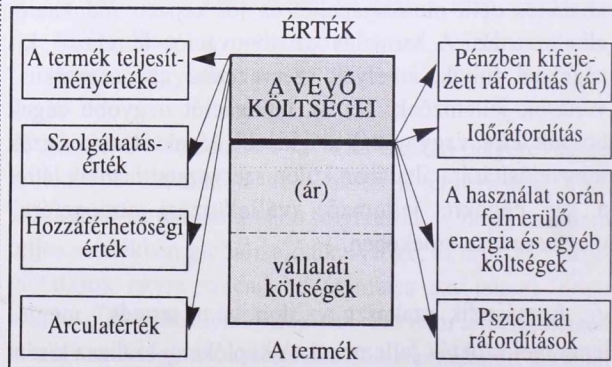 ÉRTÉK
A termék teljesít-
ményértéke
Szolgáltatás-
érték
Hozzáférhetőségi
érték
Arculatérték
A VEVŐ
KÖLTSÉGEI
(ár)
vállalati
költségek
A termék
Pénzben kifeje-
zett ráfordítás (ár)
Időráfordítás
A használat során
felmerülő
energia és egyéb
költségek
Pszichikai
ráfordítások